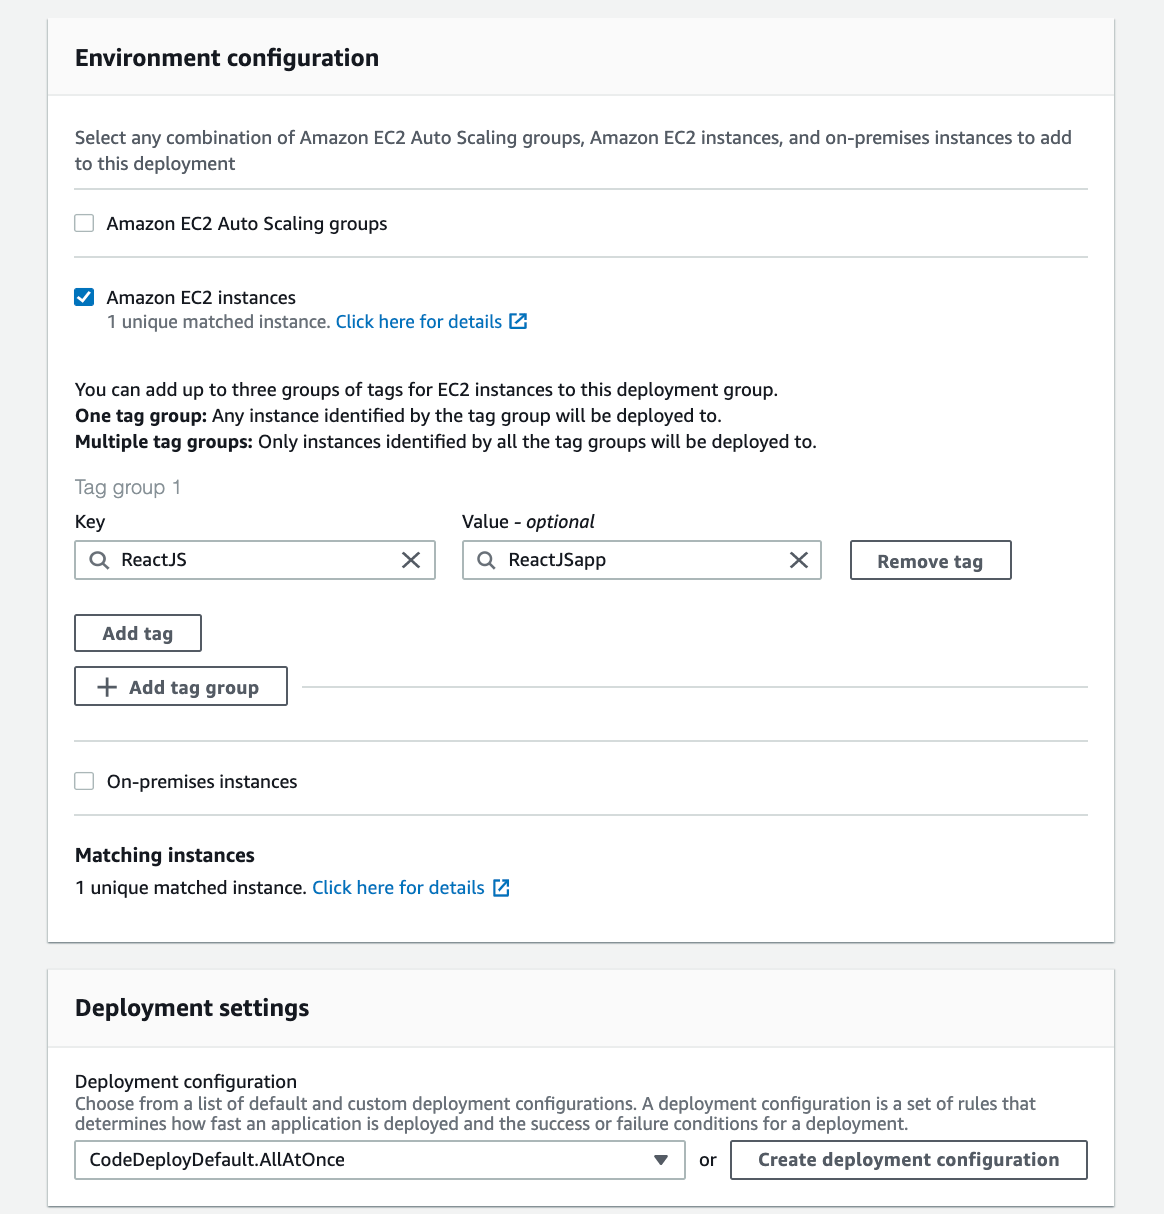 Environment configuration
Select any combination of Amazon EC2 Auto Scaling groups, Amazon EC2 instances, and on-premises instances to add
to this deployment
Amazon EC2 Auto Scaling groups
Amazon EC2 instances
1 unique matched instance. Click here for details
You can add up to three groups of tags for EC2 instances to this deployment group.
One tag group: Any instance identified by the tag group will be deployed to.
Multiple tag groups: Only instances identified by all the tag groups will be deployed to.
Tag group 1
Key
Value - optional
ReactJS
ReactJSapp
Remove tag
Add tag
Add tag group
On-premises instances
Matching instances
1 unique matched instance. Click here for details
Deployment settings
Deployment configuration
Choose from a list of default and custom deployment configurations. A deployment configuration is a set of rules that
determines how fast an application is deployed and the success or failure conditions for a deployment.
CodeDeployDefault.AllAtOnce
or
Create deployment configuration